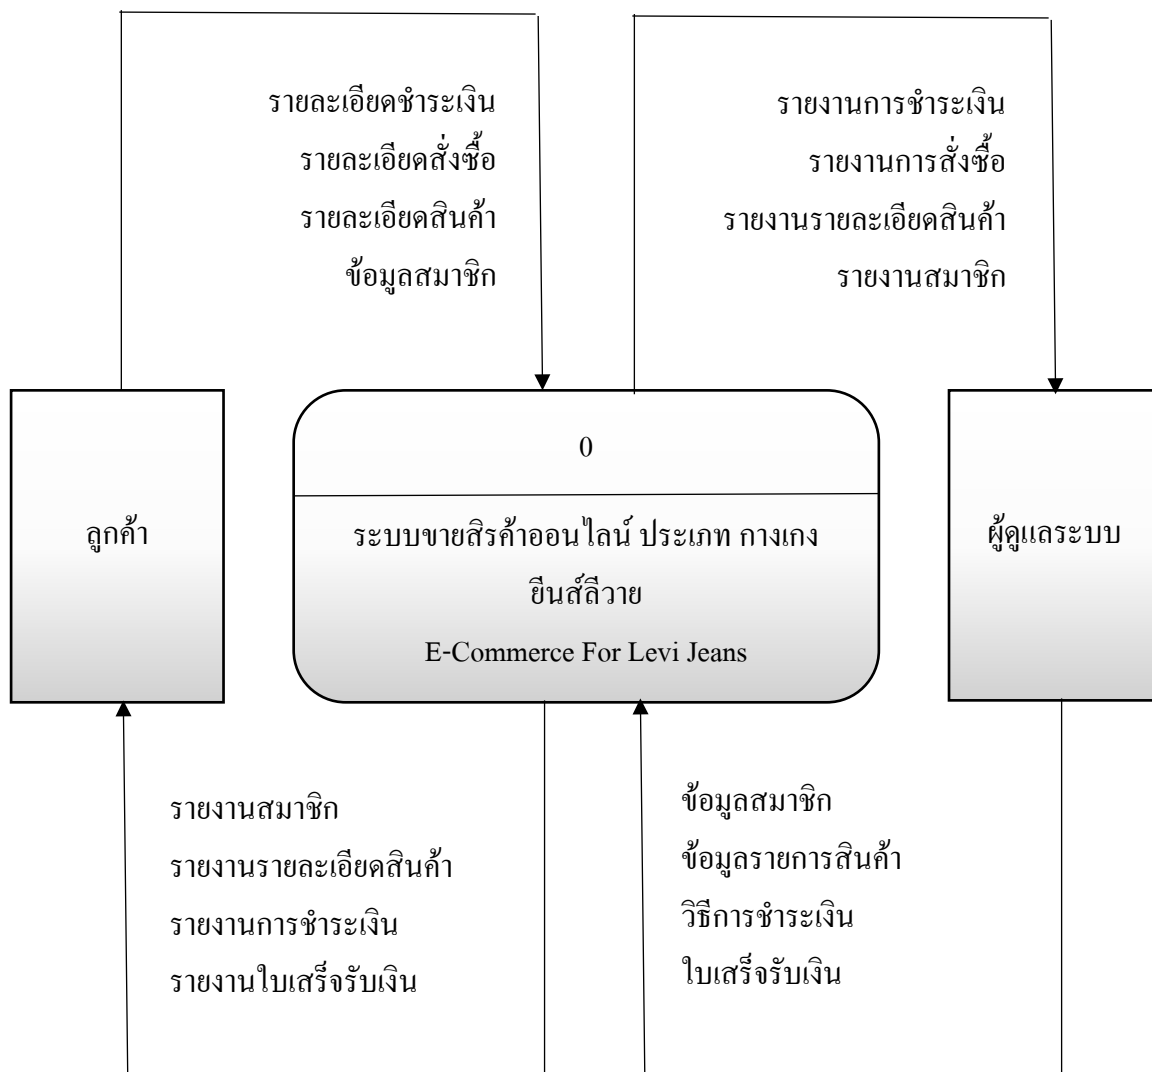 รายละเอียดชำระเงิน
รายละเอียดสั่งซื้อ
รายละเอียดสินค้า
ข้อมูลสมาชิก
รายงานการชำระเงิน
รายงานการสั่งซื้อ
รายงานรายละเอียดสินค้า
รายงานสมาชิก
ลูกค้า
0
ระบบขายสิรค้าออนไลน์ ประเภท กางเกง
ยีนส์ลีวาย
E-Commerce For Levi Jeans
ผู้ดูแลระบบ
รายงานสมาชิก
รายงานรายละเอียดสินค้า
รายงานการชำระเงิน
รายงานใบเสร็จรับเงิน
ข้อมูลสมาชิก
ข้อมูลรายการสินค้า
วิธีการชำระเงิน
ใบเสร็จรับเงิน